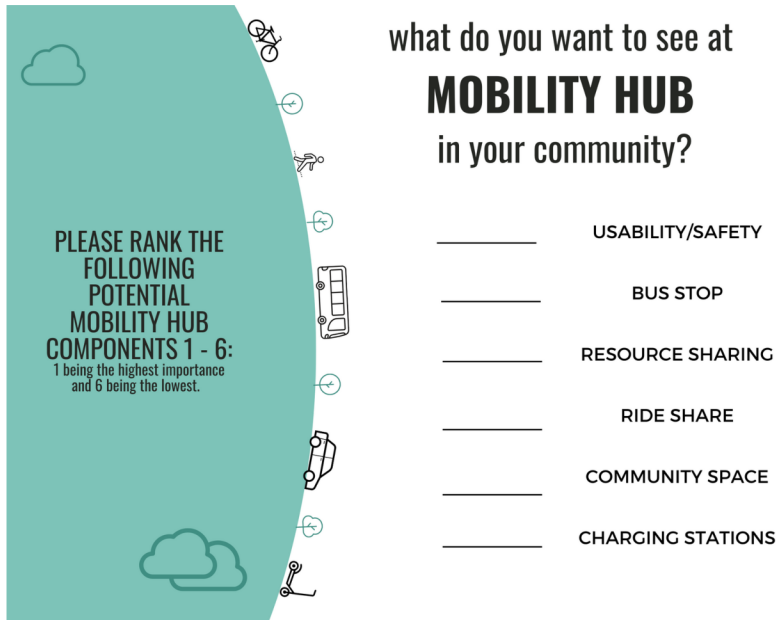 what do you want to see at
MOBILITY HUB
in your community?
PLEASE RANK THE
FOLLOWING
POTENTIAL
MOBILITY HUB
COMPONENTS 1 - 6:
1 being the highest importance
and 6 being the lowest.
USABILITY/SAFETY
BUS STOP
RESOURCE SHARING
RIDE SHARE
COMMUNITY SPACE
CHARGING STATIONS